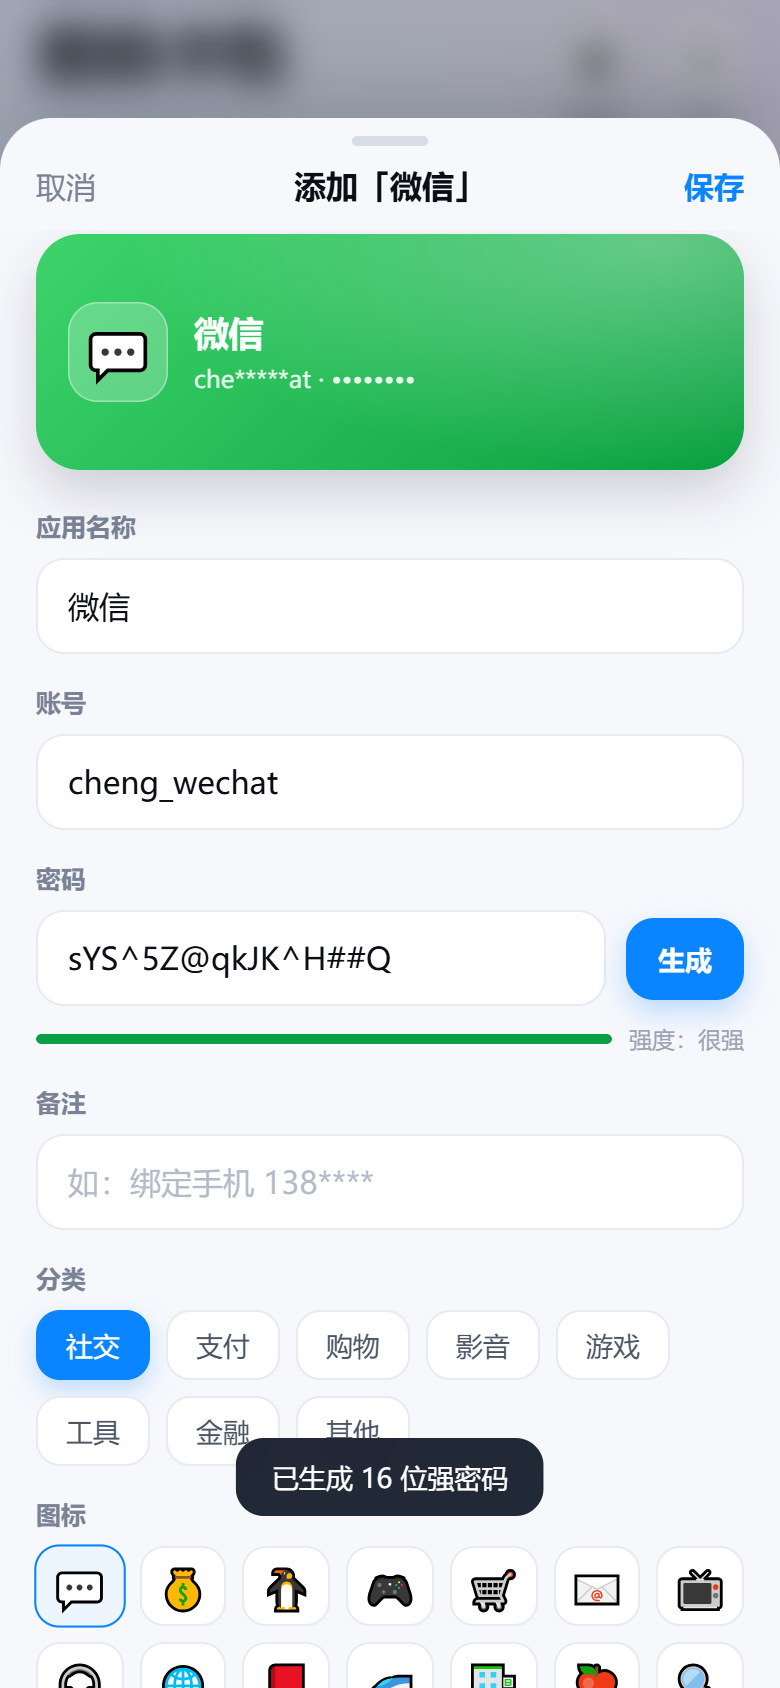 取消
添加「微信」
保存
微信
che*****at · ••••••••
应用名称
微信
账号
cheng_wechat
密码
sYS^5Z@qkJK^H##Q
生成
强度：很强
备注
如：绑定手机 138****
分类
社交
支付
购物
影音
游戏
工具
金融
其他
已生成 16 位强密码
图标